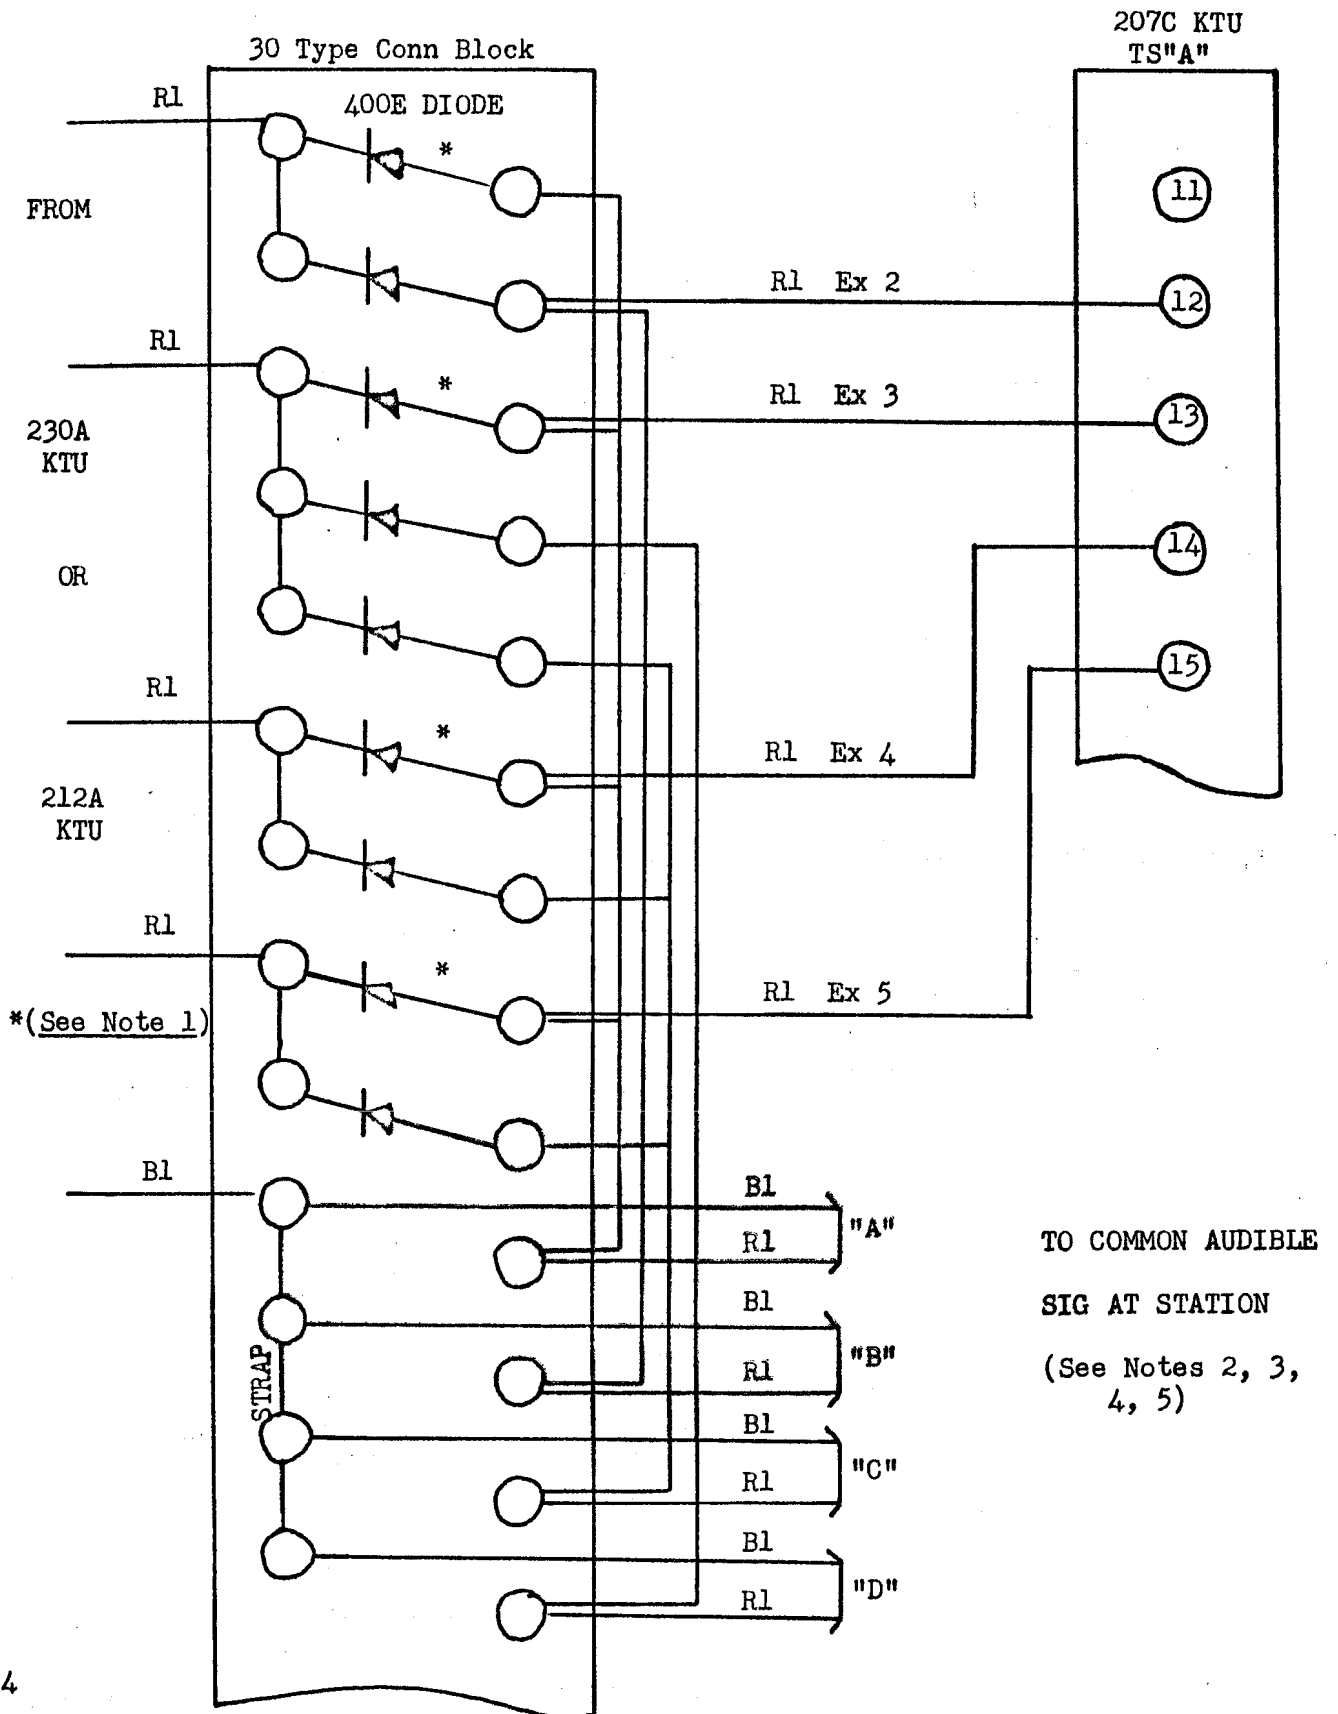 207C KTU
TS"A"
30 Type Conn Block
R1
400E DIODE
*
FROM
11
R1 Ex 2
12
R1
*
R1 Ex 3
13
230A
KTU
14
OR
15
R1
*
R1 Ex 4
212A
KTU
R1
*
R1 Ex 5
*(See Note 1)
B1
B1
"A"
R1
TO COMMON AUDIBLE
SIG AT STATION
(See Notes 2, 3,
4, 5)
B1
"B"
R1
STRAP
B1
"C"
R1
B1
"D"
R1
4